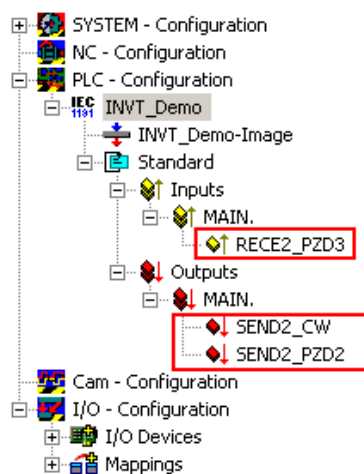 SYSTEM - Configuration
NC - Configuration
PLC - Configuration
IEC
1131
INVT_Demo
INVT_Demo-Image
Standard
Inputs
MAIN.
RECE2_PZD3
Outputs
MAIN.
SEND2_CW
SEND2_PZD2
Cam - Configuration
I/O - Configuration
I/O Devices
Mappings